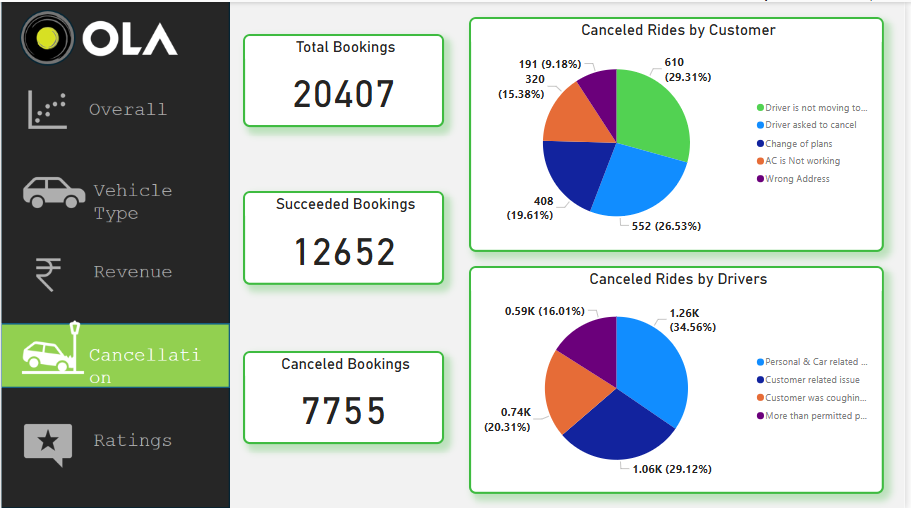 OLA
Overall
Vehicle
Type
Revenue
Cancellati
on
Ratings
Total Bookings
20407
Succeeded Bookings
12652
Canceled Bookings
7755
Canceled Rides by Customer
191 (9.18%)
320
(15.38%)
408
(19.61%)
610
(29.31%)
552 (26.53%)
Driver is not moving to...
Driver asked to cancel
Change of plans
AC is Not working
Wrong Address
Canceled Rides by Drivers
0.59K (16.01%)
0.74K
(20.31%)
1.26K
(34.56%)
1.06K (29.12%)
Personal & Car related ...
Customer related issue
Customer was coughin...
More than permitted p...